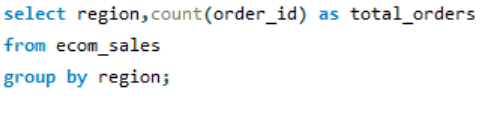 select region,count(order_id) as total_orders
from ecom_sales
group by region;